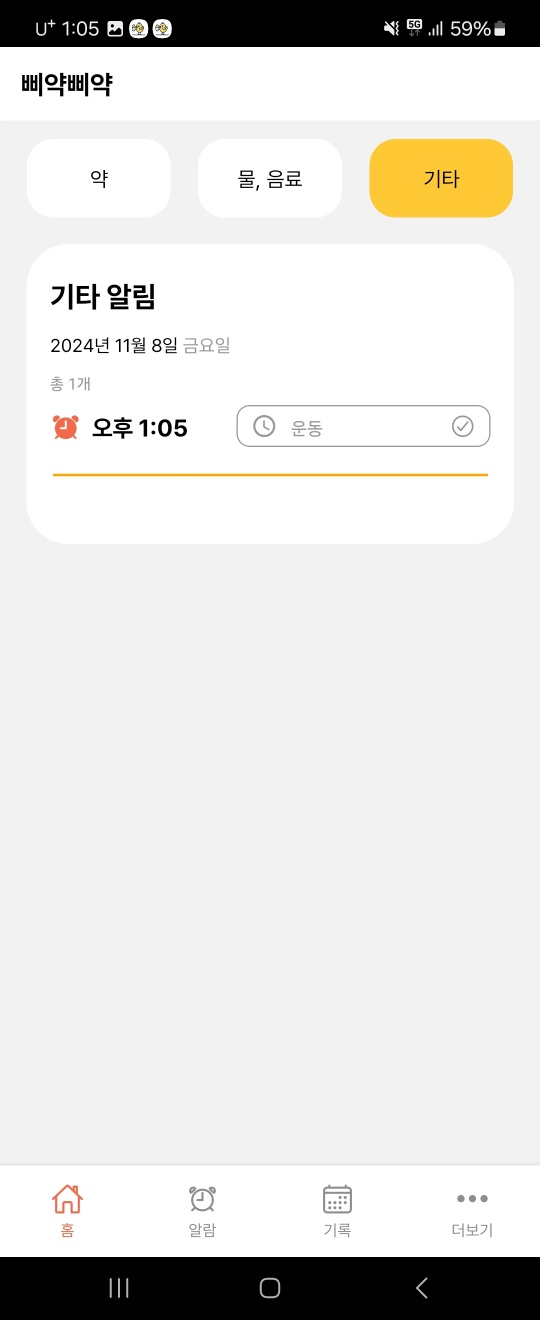 U+ 1:05 5G 59%
삐약삐약
약 물, 음료 기타
기타 알림
2024년 11월 8일 금요일
총 1개
오후 1:05 운동
홈 알람 기록 더보기